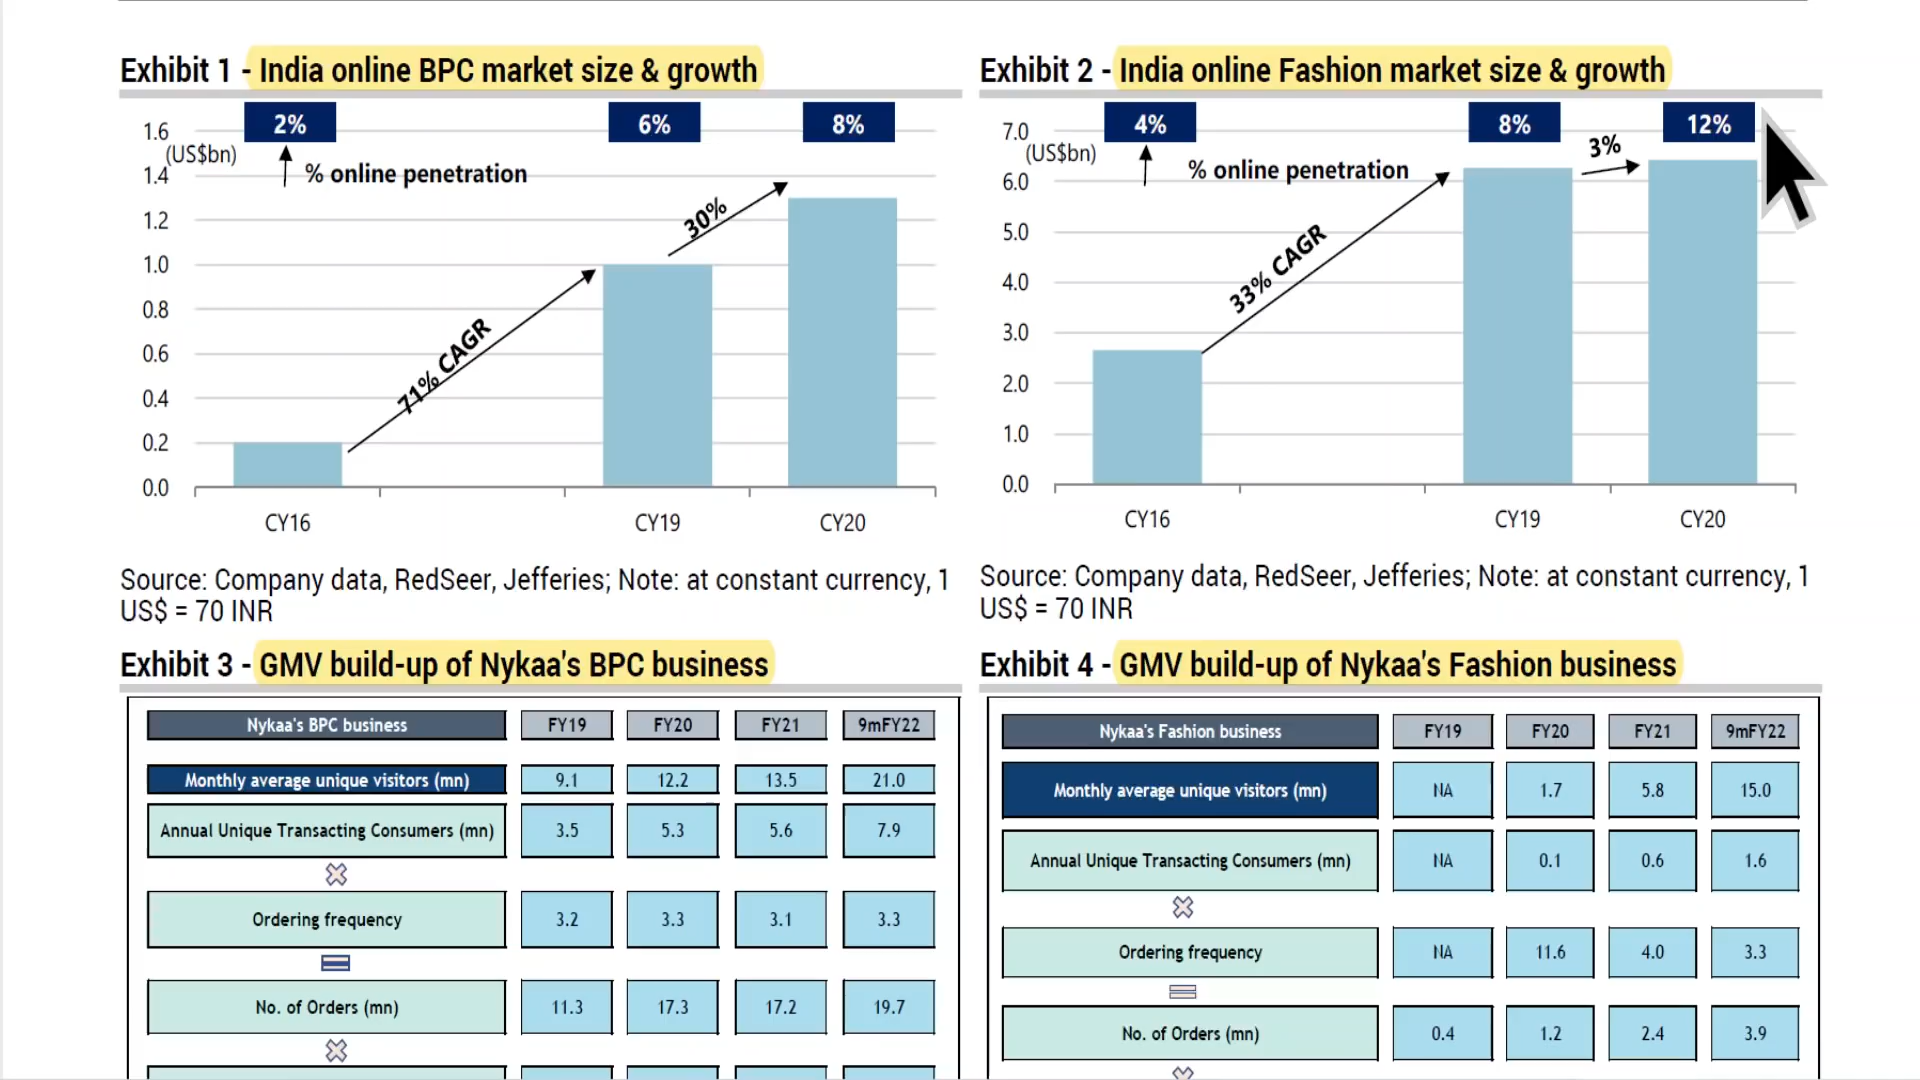 Exhibit 1 - India online BPC market size & growth
2%
6%
8%
1.6
(US$bn)
1.4
% online penetration
1.2
30%
1.0
0.8
71% CAGR
0.6
0.4
0.2
0.0
CY16
CY19
CY20
Source: Company data, RedSeer, Jefferies; Note: at constant currency, 1
US$ = 70 INR
Exhibit 2 - India online Fashion market size & growth
4%
8%
12%
7.0
(US$bn)
3%
% online penetration
6.0
5.0
33% CAGR
4.0
3.0
2.0
1.0
0.0
CY16
CY19
CY20
Source: Company data, RedSeer, Jefferies; Note: at constant currency, 1
US$ = 70 INR
Exhibit 3 - GMV build-up of Nykaa's BPC business
Nykaa's BPC business FY19 FY20 FY21 9mFY22
Monthly average unique visitors (mn) 9.1 12.2 13.5 21.0
Annual Unique Transacting Consumers (mn) 3.5 5.3 5.6 7.9
Ordering frequency 3.2 3.3 3.1 3.3
No. of Orders (mn) 11.3 17.3 17.2 19.7
Exhibit 4 - GMV build-up of Nykaa's Fashion business
Nykaa's Fashion business FY19 FY20 FY21 9mFY22
Monthly average unique visitors (mn) NA 1.7 5.8 15.0
Annual Unique Transacting Consumers (mn) NA 0.1 0.6 1.6
Ordering frequency NA 11.6 4.0 3.3
No. of Orders (mn) 0.4 1.2 2.4 3.9